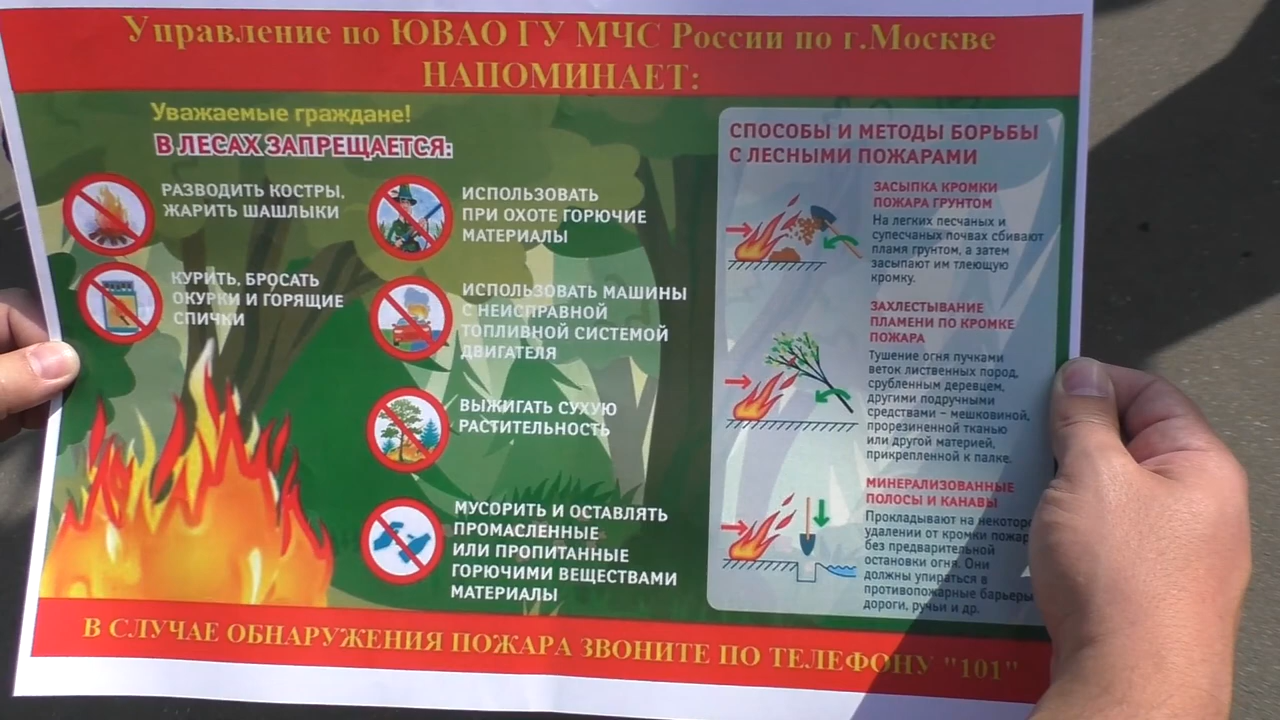 Управление по ЮВАО ГУ МЧС России по г.Москве
НАПОМИНАЕТ:
Уважаемые граждане!
В ЛЕСАХ ЗАПРЕЩАЕТСЯ:
РАЗВОДИТЬ КОСТРЫ,
ЖАРИТЬ ШАШЛЫКИ
КУРИТЬ, БРОСАТЬ
ОКУРКИ И ГОРЯЩИЕ
СПИЧКИ
ИСПОЛЬЗОВАТЬ
ПРИ ОХОТЕ ГОРЮЧИЕ
МАТЕРИАЛЫ
ИСПОЛЬЗОВАТЬ МАШИНЫ
С НЕИСПРАВНОЙ
ТОПЛИВНОЙ СИСТЕМОЙ
ДВИГАТЕЛЯ
ВЫЖИГАТЬ СУХУЮ
РАСТИТЕЛЬНОСТЬ
МУСОРИТЬ И ОСТАВЛЯТЬ
ПРОМАСЛЕННЫЕ
ИЛИ ПРОПИТАННЫЕ
ГОРЮЧИМИ ВЕЩЕСТВАМИ
МАТЕРИАЛЫ
СПОСОБЫ И МЕТОДЫ БОРЬБЫ
С ЛЕСНЫМИ ПОЖАРАМИ
ЗАСЫПКА КРОМКИ
ПОЖАРА ГРУНТОМ
На легких песчаных и
супесчаных почвах сбивают
пламя грунтом, а затем
засыпают им тлеющую
кромку.
ЗАХЛЕСТЫВАНИЕ
ПЛАМЕНИ ПО КРОМКЕ
ПОЖАРА
Тушение огня пучками
веток лиственных пород,
срубленным деревцем,
другими подручными
средствами – мешковиной,
прорезиненной тканью
или другой материей,
прикрепленной к палке.
МИНЕРАЛИЗОВАННЫЕ
ПОЛОСЫ И КАНАВЫ
Прокладывают на
удалении от кромки
без предварительной
остановки огня. Они
должны упираться в
противопожарные барьеры
дороги, ручьи и др.
В СЛУЧАЕ ОБНАРУЖЕНИЯ ПОЖАРА ЗВОНИТЕ ПО ТЕЛЕФОНУ "101"